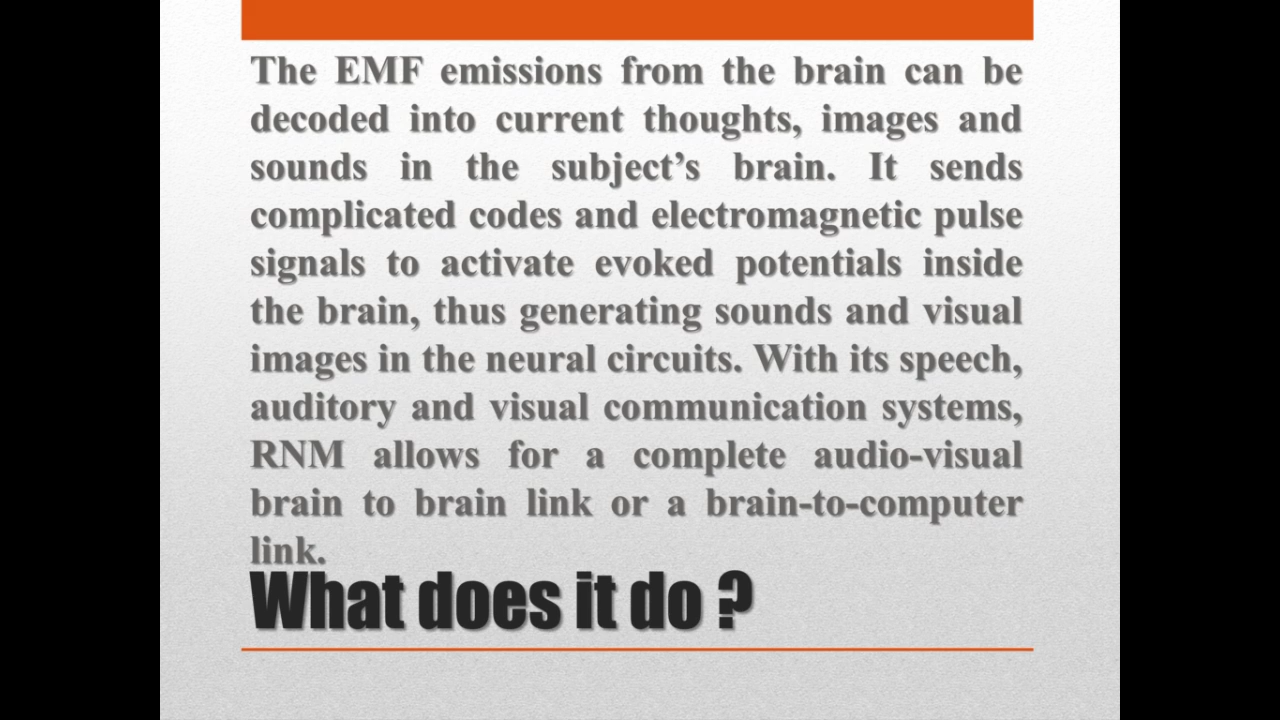 The EMF emissions from the brain can be
decoded into current thoughts, images and
sounds in the subject’s brain. It sends
complicated codes and electromagnetic pulse
signals to activate evoked potentials inside
the brain, thus generating sounds and visual
images in the neural circuits. With its speech,
auditory and visual communication systems,
RNM allows for a complete audio-visual
brain to brain link or a brain-to-computer
link.
What does it do ?